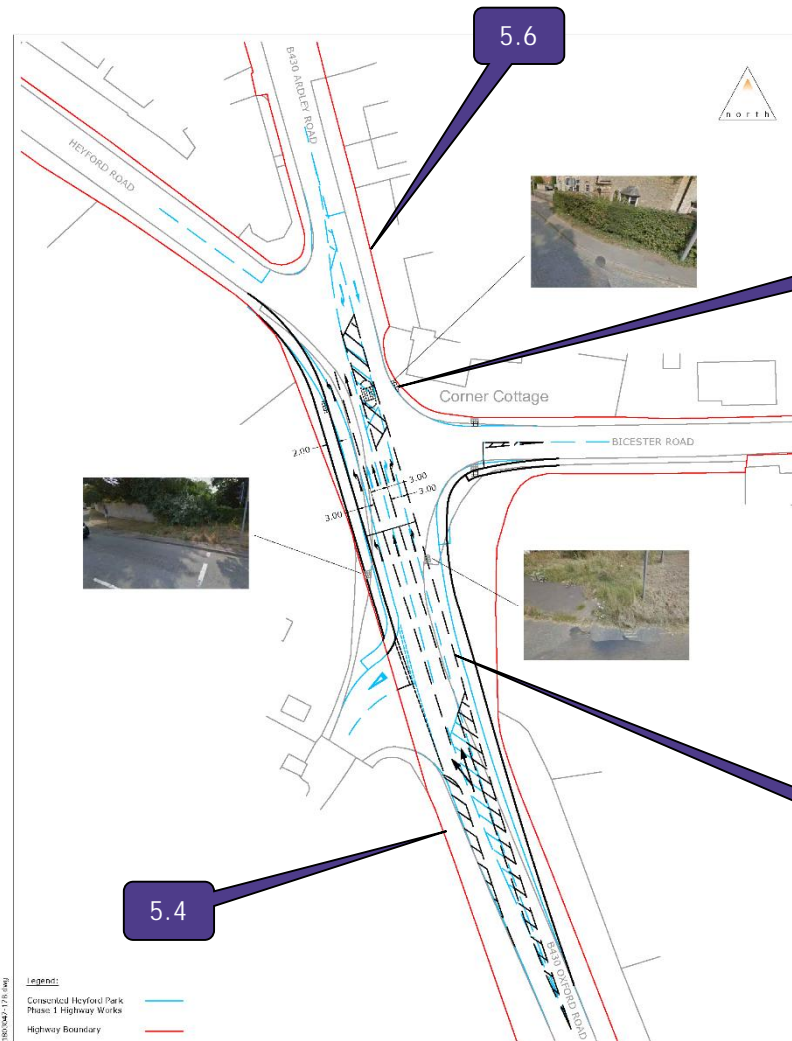 5.6
B430 ARDLEY ROAD
north
HEYFORD ROAD
Corner Cottage
BICESTER ROAD
2.00
3.00
3.00
3.00
5.4
B430 OXFORD ROAD
Legend:
Consented Heyford Park
Phase 1 Highway Works
Highway Boundary